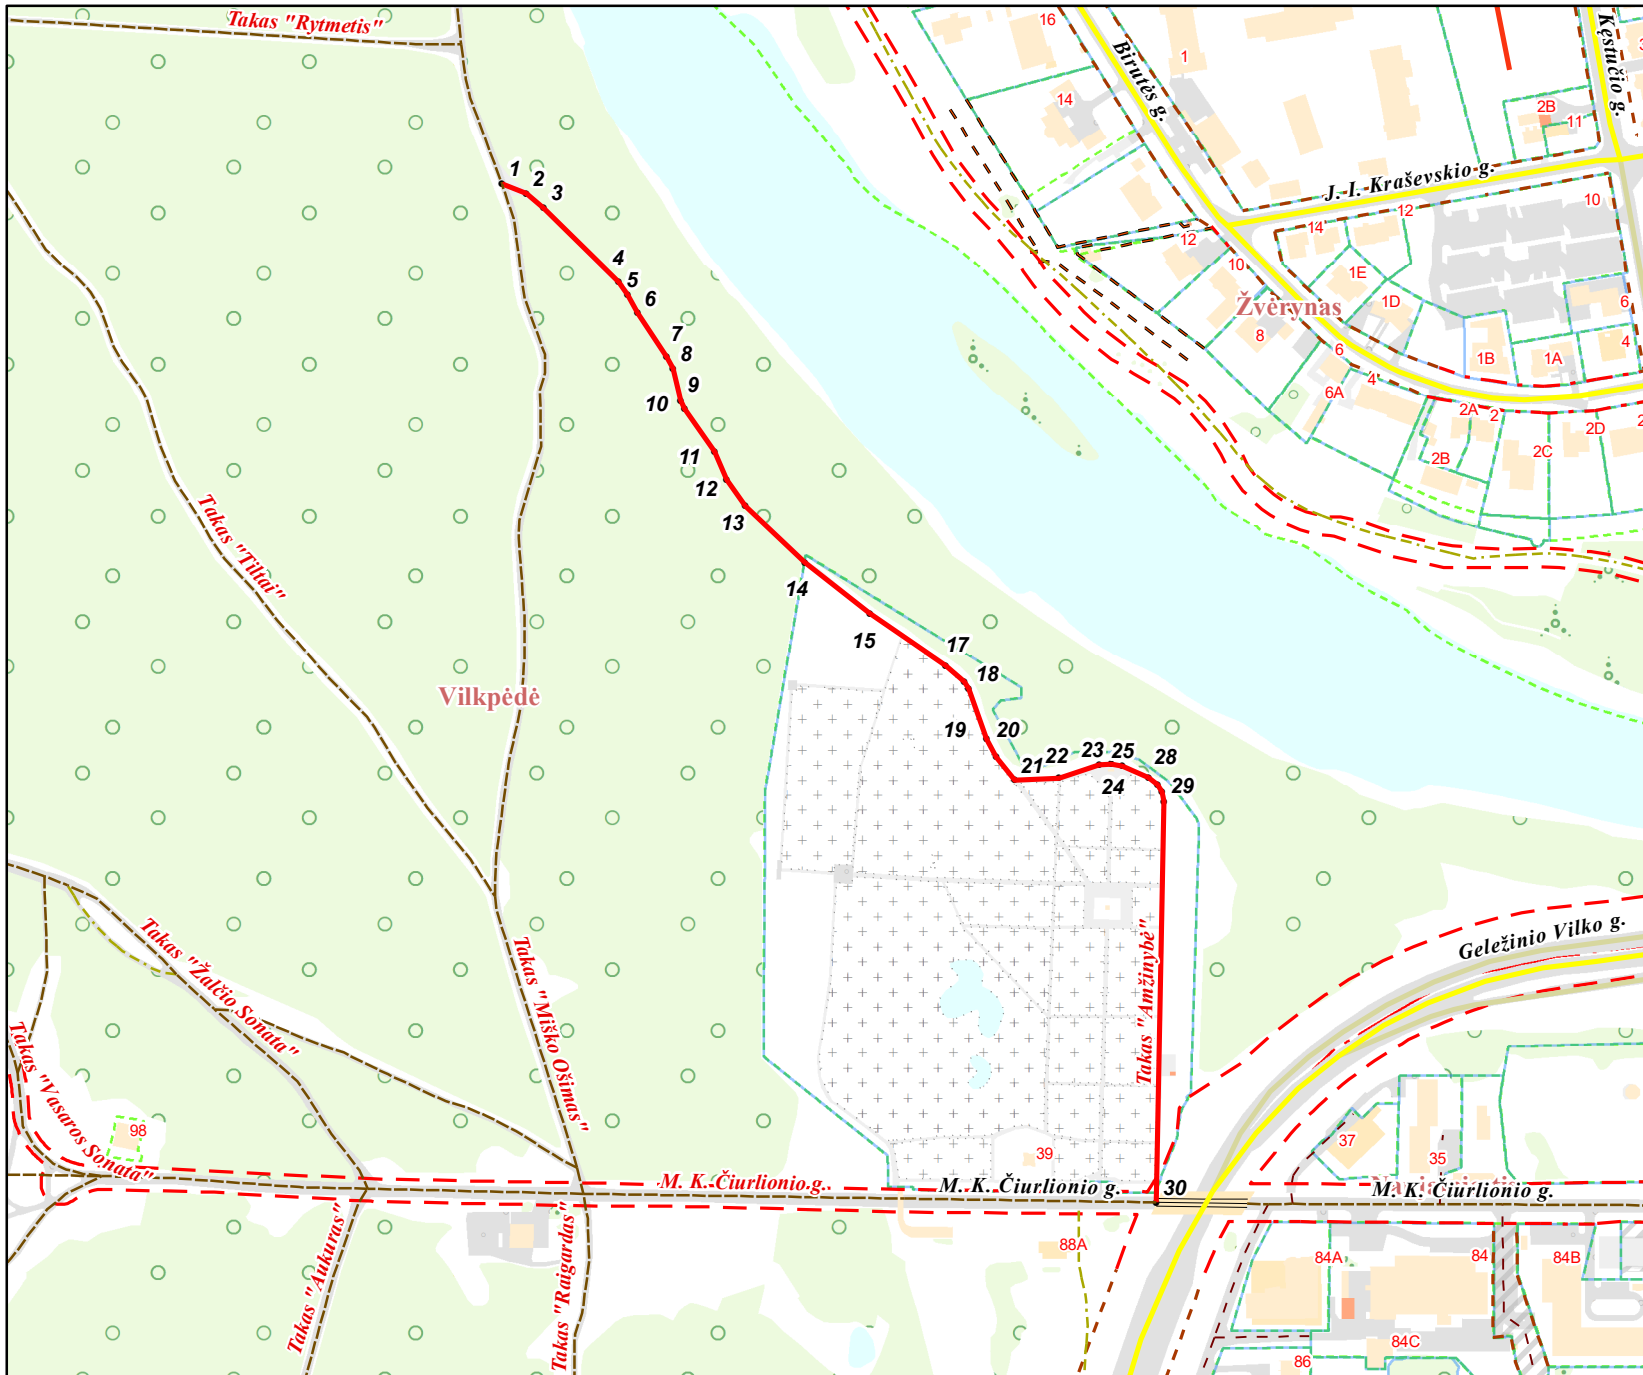 Takas "Rytmetis"
16
Birutės g.
1
Kęstučio g.
14
2B
11
J. I. Kraševskio g.
1
2
3
12
14
12
10
10
1E
1D
Žvėrynas
8
6
6
4
1B
1A
6A
4
2A
2
2D
2C
2B
4
5
6
7
8
9
10
11
12
13
14
15
17
18
19
20
21
22
23
24
25
28
29
30
Takas "Tiltai"
Vilkpėdė
Takas "Žalčio Sonata"
Takas "Miško Ošimas"
Takas "Vasaros Sonata"
98
Takas "Amžinybė"
Geležinio Vilko g.
37
35
39
M. K. Čiurlionio g.
M. K. Čiurlionio g.
M. K. Čiurlionio g.
Takas "Aukuras"
Takas "Raigardas"
88A
84A
84
84B
84C
86